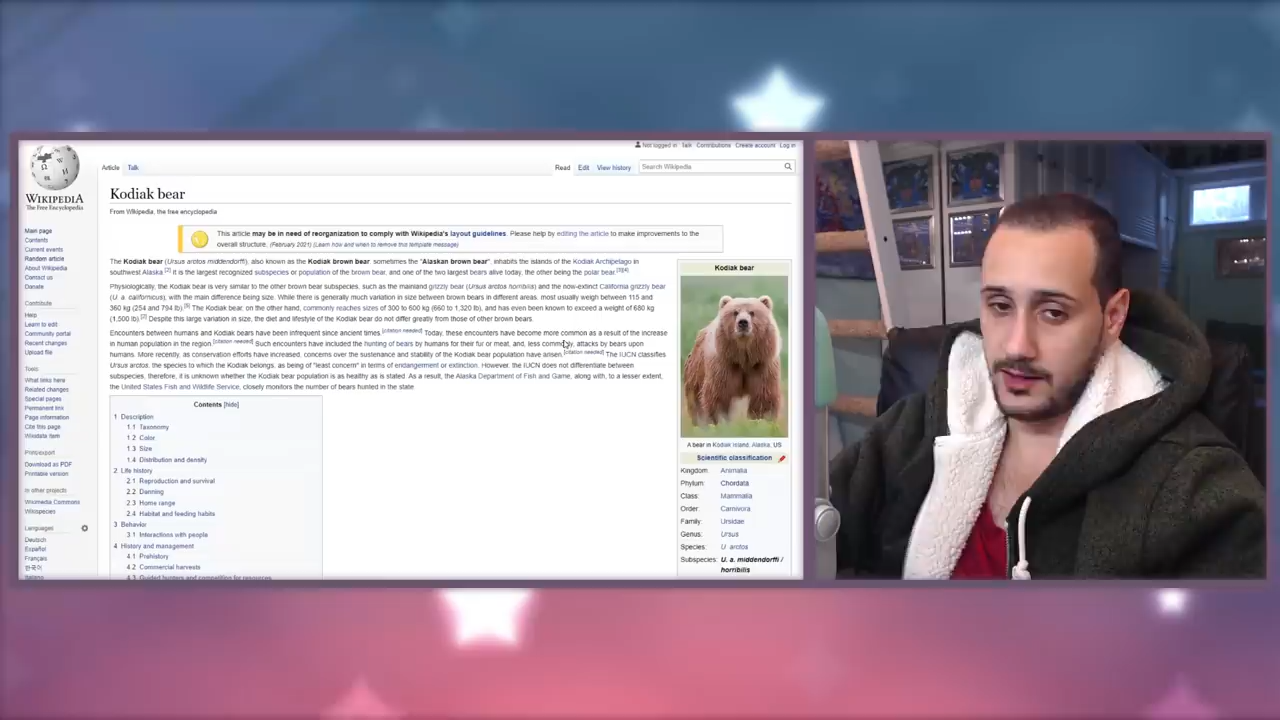 WIKIPEDIA
The Free Encyclopedia
Main page
Contents
Current events
Random article
About Wikipedia
Contact us
Donate
Contribute
Help
Learn to edit
Community portal
Recent changes
Upload file
Tools
What links here
Related changes
Special pages
Permanent link
Page information
Cite this page
Wikidata item
Print/export
Download as PDF
Printable version
In other projects
Wikimedia Commons
Wikispecies
Languages
Deutsch
Español
Français
한국어
Italiano
Not logged in Talk Contributions Create account Log in
Article Talk
Read Edit View history Search Wikipedia
Kodiak bear
From Wikipedia, the free encyclopedia
This article may be in need of reorganization to comply with Wikipedia's layout guidelines. Please help by editing the article to make improvements to the
overall structure. (February 2021) (Learn how and when to remove this template message)
The Kodiak bear (Ursus arctos middendorffi), also known as the Kodiak brown bear, sometimes the "Alaskan brown bear", inhabits the islands of the Kodiak Archipelago in
southwest Alaska.[2] It is the largest recognized subspecies or population of the brown bear, and one of the two largest bears alive today, the other being the polar bear.[3][4]
Physiologically, the Kodiak bear is very similar to the other brown bear subspecies, such as the mainland grizzly bear (Ursus arctos horribilis) and the now-extinct California grizzly bear
(U. a. californicus), with the main difference being size. While there is generally much variation in size between brown bears in different areas, most usually weigh between 115 and
360 kg (254 and 794 lb).[5] The Kodiak bear, on the other hand, commonly reaches sizes of 300 to 600 kg (660 to 1,320 lb), and has even been known to exceed a weight of 680 kg
(1,500 lb).[2] Despite this large variation in size, the diet and lifestyle of the Kodiak bear do not differ greatly from those of other brown bears.
Encounters between humans and Kodiak bears have been infrequent since ancient times.[citation needed] Today, these encounters have become more common as a result of the increase
in human population in the region.[citation needed] Such encounters have included the hunting of bears by humans for their fur or meat, and, less commonly, attacks by bears upon
humans. More recently, as conservation efforts have increased, concerns over the sustenance and stability of the Kodiak bear population have arisen.[citation needed] The IUCN classifies
Ursus arctos, the species to which the Kodiak belongs, as being of "least concern" in terms of endangerment or extinction. However, the IUCN does not differentiate between
subspecies, therefore, it is unknown whether the Kodiak bear population is as healthy as is stated. As a result, the Alaska Department of Fish and Game, along with, to a lesser extent,
the United States Fish and Wildlife Service, closely monitors the number of bears hunted in the state
Contents [hide]
1 Description
1.1 Taxonomy
1.2 Color
1.3 Size
1.4 Distribution and density
2 Life history
2.1 Reproduction and survival
2.2 Denning
2.3 Home range
2.4 Habitat and feeding habits
3 Behavior
3.1 Interactions with people
4 History and management
4.1 Prehistory
4.2 Commercial harvests
4.3 Guided hunters and competing for resources
Kodiak bear
A bear in Kodiak Island, Alaska, US
Scientific classification
Kingdom: Animalia
Phylum: Chordata
Class: Mammalia
Order: Carnivora
Family: Ursidae
Genus: Ursus
Species: U. arctos
Subspecies: U. a. middendorffi /
horribilis